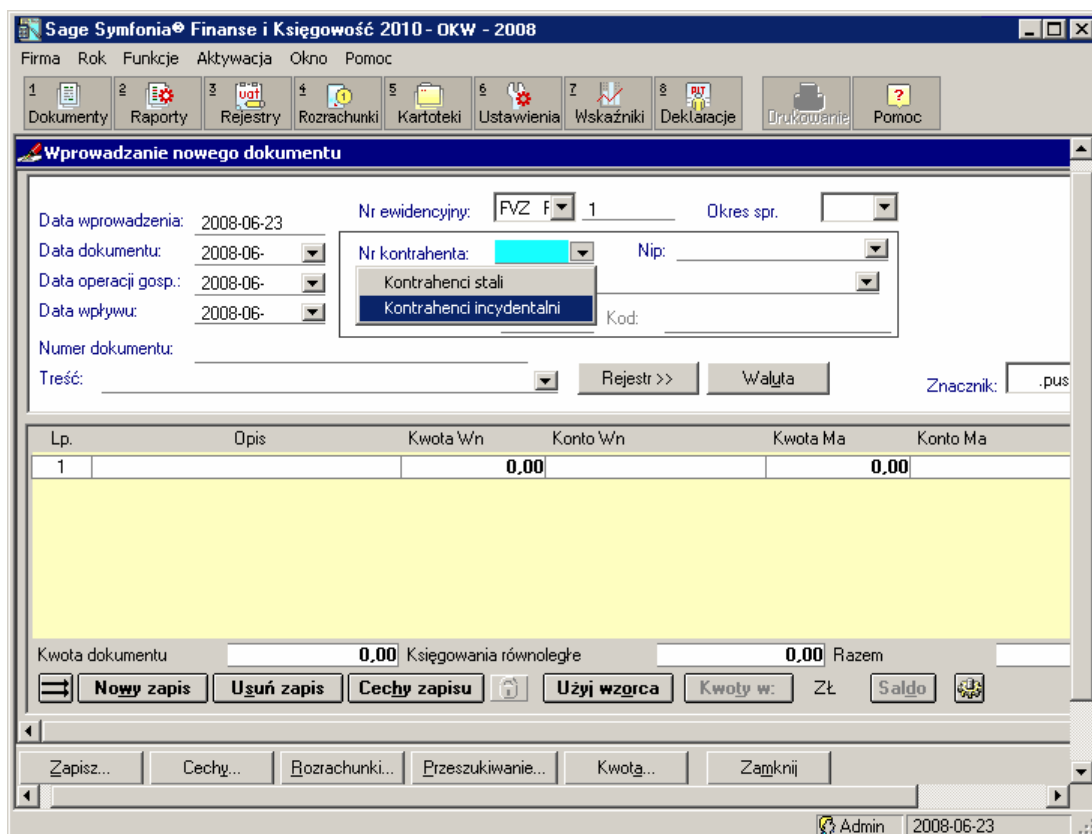 Sage Symfonia® Finanse i Księgowość 2010 - OKW - 2008
Firma Rok Funkcje Aktywacja Okno Pomoc
1 2 3 4 5 6 7 8 ?
vat PLT
Dokumenty Raporty Rejestry Rozrachunki Kartoteki Ustawienia Wskaźniki Deklaracje Drukowanie Pomoc
Wprowadzanie nowego dokumentu
Data wprowadzenia: 2008-06-23 Nr ewidencyjny: FVZ F 1 Okres spr.
Data dokumentu: 2008-06- Nr kontrahenta: Nip:
Data operacji gosp.: 2008-06- Kontrahenci stali
Data wpływu: 2008-06- Kontrahenci incydentalni Kod:
Numer dokumentu:
Treść: Rejestr >> Waluta Znacznik: .pus
Lp. Opis Kwota Wn Konto Wn Kwota Ma Konto Ma
1 0,00 0,00
Kwota dokumentu 0,00 Księgowania równoległe 0,00 Razem
Nowy zapis Usuń zapis Cechy zapisu Użyj wzorca Kwoty w: ZŁ Saldo
Zapisz... Cechy... Rozrachunki... Przeszukiwanie... Kwota... Zamknij
Admin 2008-06-23